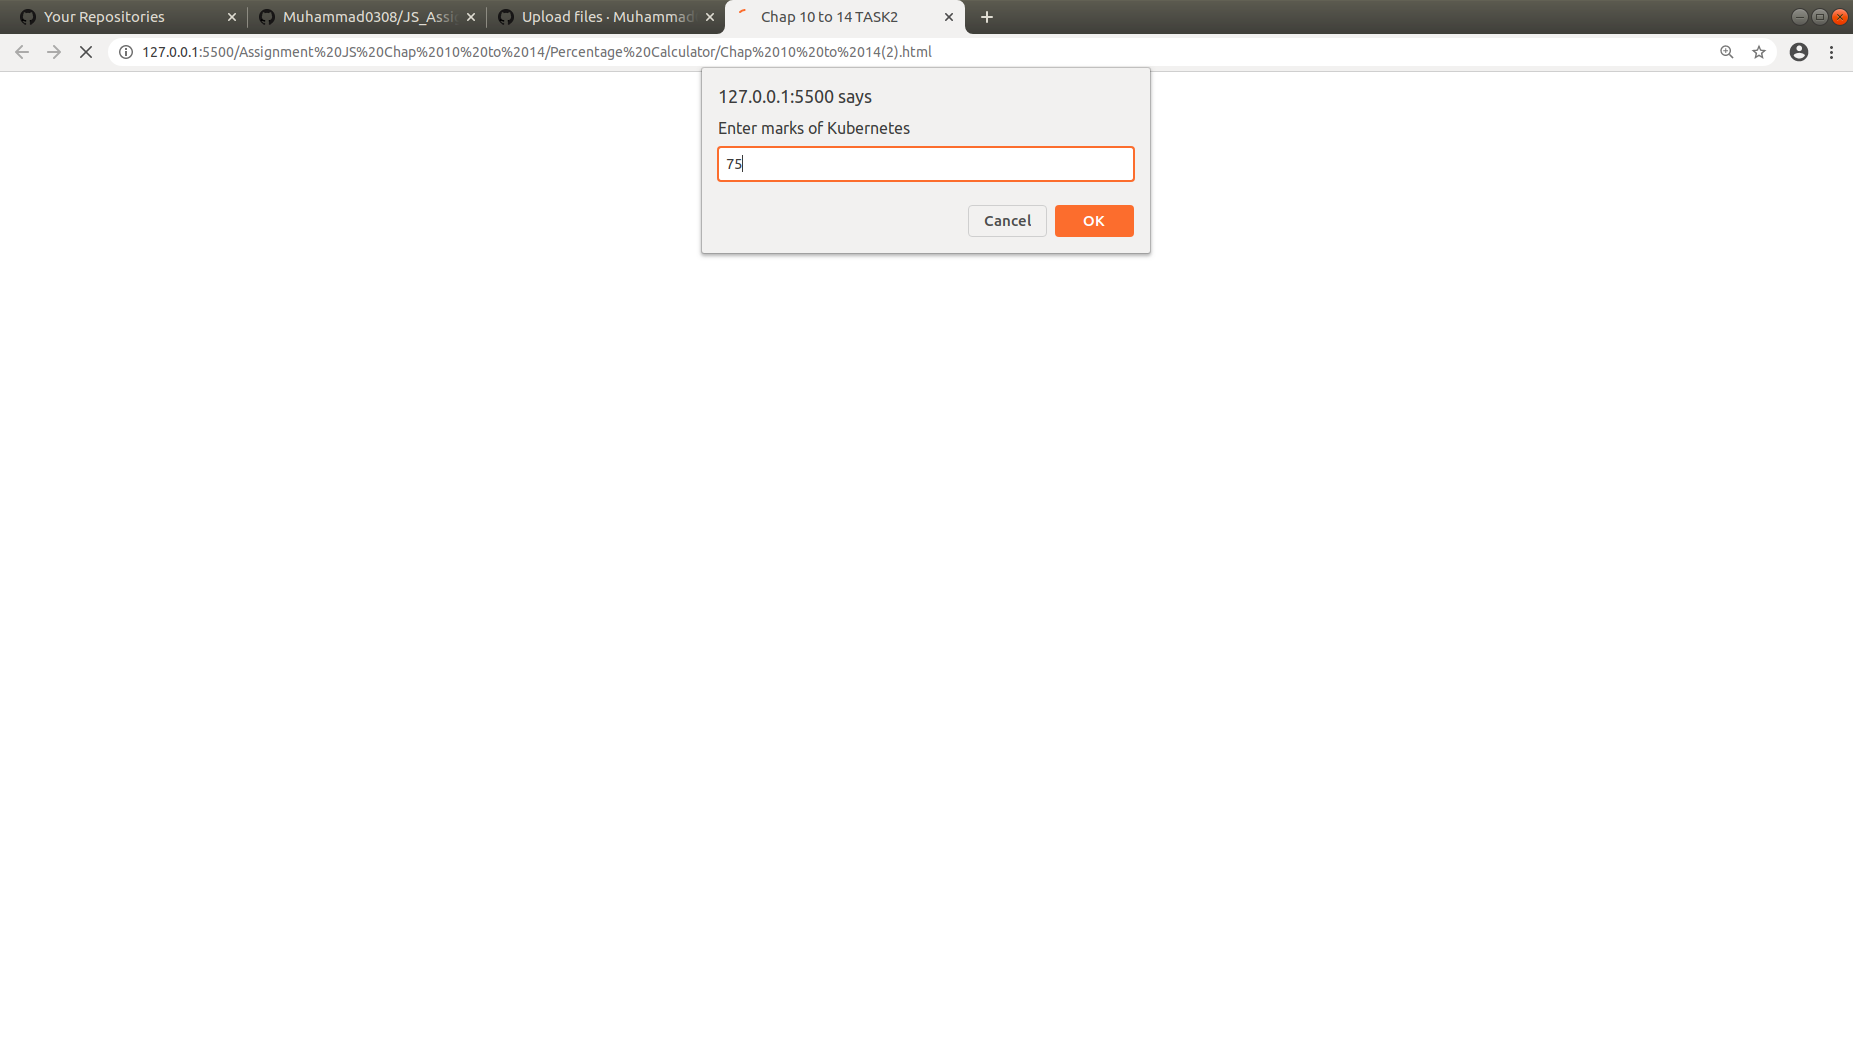 Your Repositories
Muhammad0308/JS_Assi
Upload files · Muhammad
Chap 10 to 14 TASK2
127.0.0.1:5500/Assignment%20JS%20Chap%2010%20to%2014/Percentage%20Calculator/Chap%2010%20to%2014(2).html
127.0.0.1:5500 says
Enter marks of Kubernetes
75
Cancel
OK